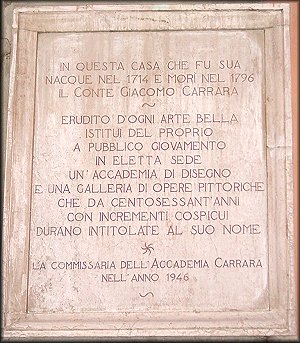 IN QUESTA CASA CHE FU SUA
NACQUE NEL 1714 E MORÌ NEL 1796
IL CONTE GIACOMO CARRARA
~
ERUDITO D'OGNI ARTE BELLA
ISTITUÌ DEL PROPRIO
A PUBBLICO GIOVAMENTO
IN ELETTA SEDE
UN'ACCADEMIA DI DISEGNO
E UNA GALLERIA DI OPERE PITTORICHE
CHE DA CENTOSESSANT'ANNI
CON INCREMENTI COSPICUI
DURANO INTITOLATE AL SUO NOME
LA COMMISSARIA DELL'ACCADEMIA CARRARA
NELL'ANNO 1946
~